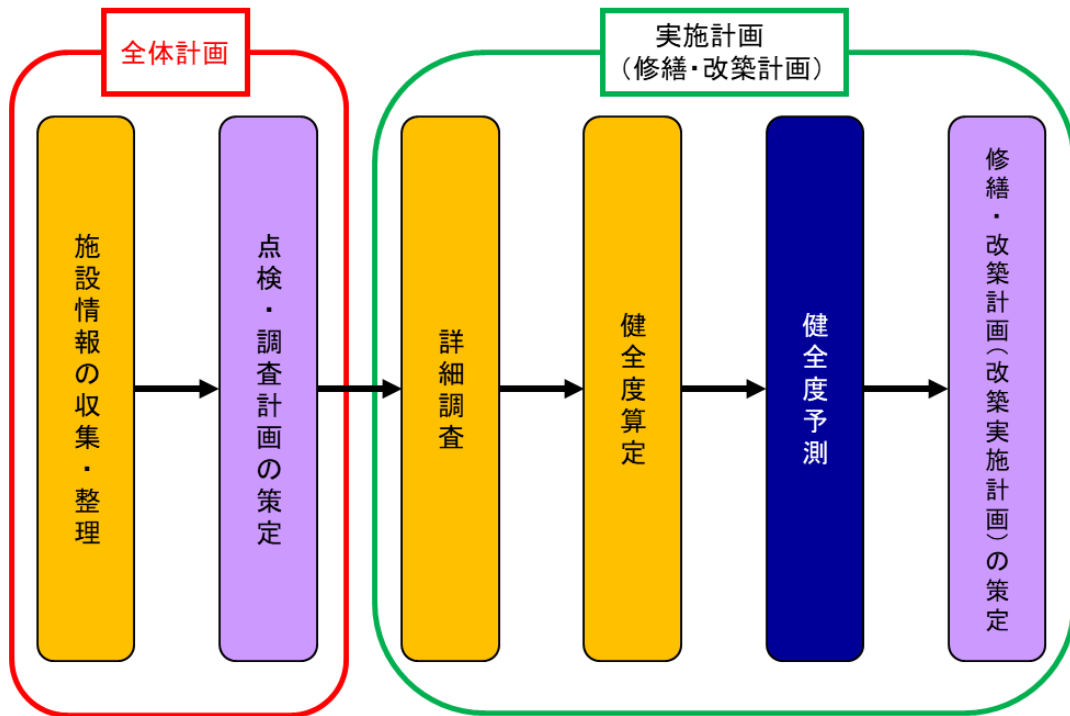 全体計画
実施計画
（修繕・改築計画）
施設情報の収集・整理
点検・調査計画の策定
詳細調査
健全度算定
健全度予測
修繕・改築計画（改築実施計画）の策定